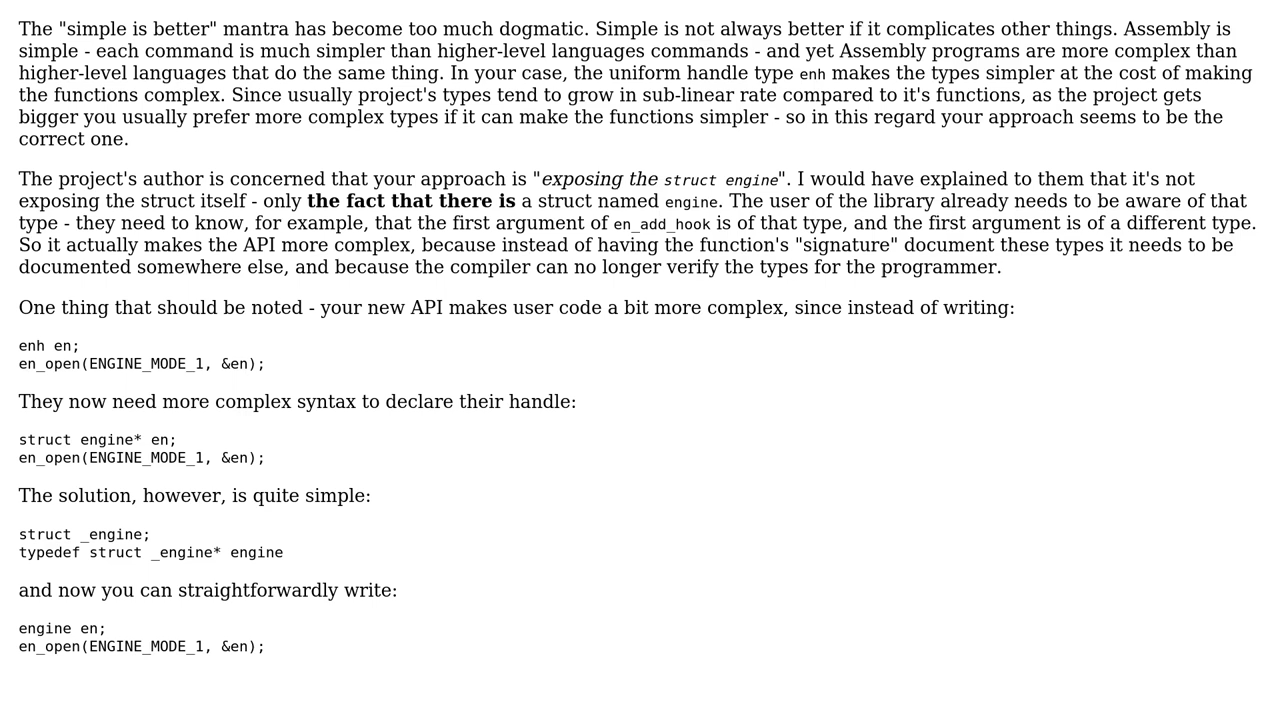 The "simple is better" mantra has become too much dogmatic. Simple is not always better if it complicates other things. Assembly is
simple - each command is much simpler than higher-level languages commands - and yet Assembly programs are more complex than
higher-level languages that do the same thing. In your case, the uniform handle type enh makes the types simpler at the cost of making
the functions complex. Since usually project's types tend to grow in sub-linear rate compared to it's functions, as the project gets
bigger you usually prefer more complex types if it can make the functions simpler - so in this regard your approach seems to be the
correct one.
The project's author is concerned that your approach is "exposing the struct engine". I would have explained to them that it's not
exposing the struct itself - only the fact that there is a struct named engine. The user of the library already needs to be aware of that
type - they need to know, for example, that the first argument of en_add_hook is of that type, and the first argument is of a different type.
So it actually makes the API more complex, because instead of having the function's "signature" document these types it needs to be
documented somewhere else, and because the compiler can no longer verify the types for the programmer.
One thing that should be noted - your new API makes user code a bit more complex, since instead of writing:
enh en;
en_open(ENGINE_MODE_1, &en);
They now need more complex syntax to declare their handle:
struct engine* en;
en_open(ENGINE_MODE_1, &en);
The solution, however, is quite simple:
struct _engine;
typedef struct _engine* engine
and now you can straightforwardly write:
engine en;
en_open(ENGINE_MODE_1, &en);